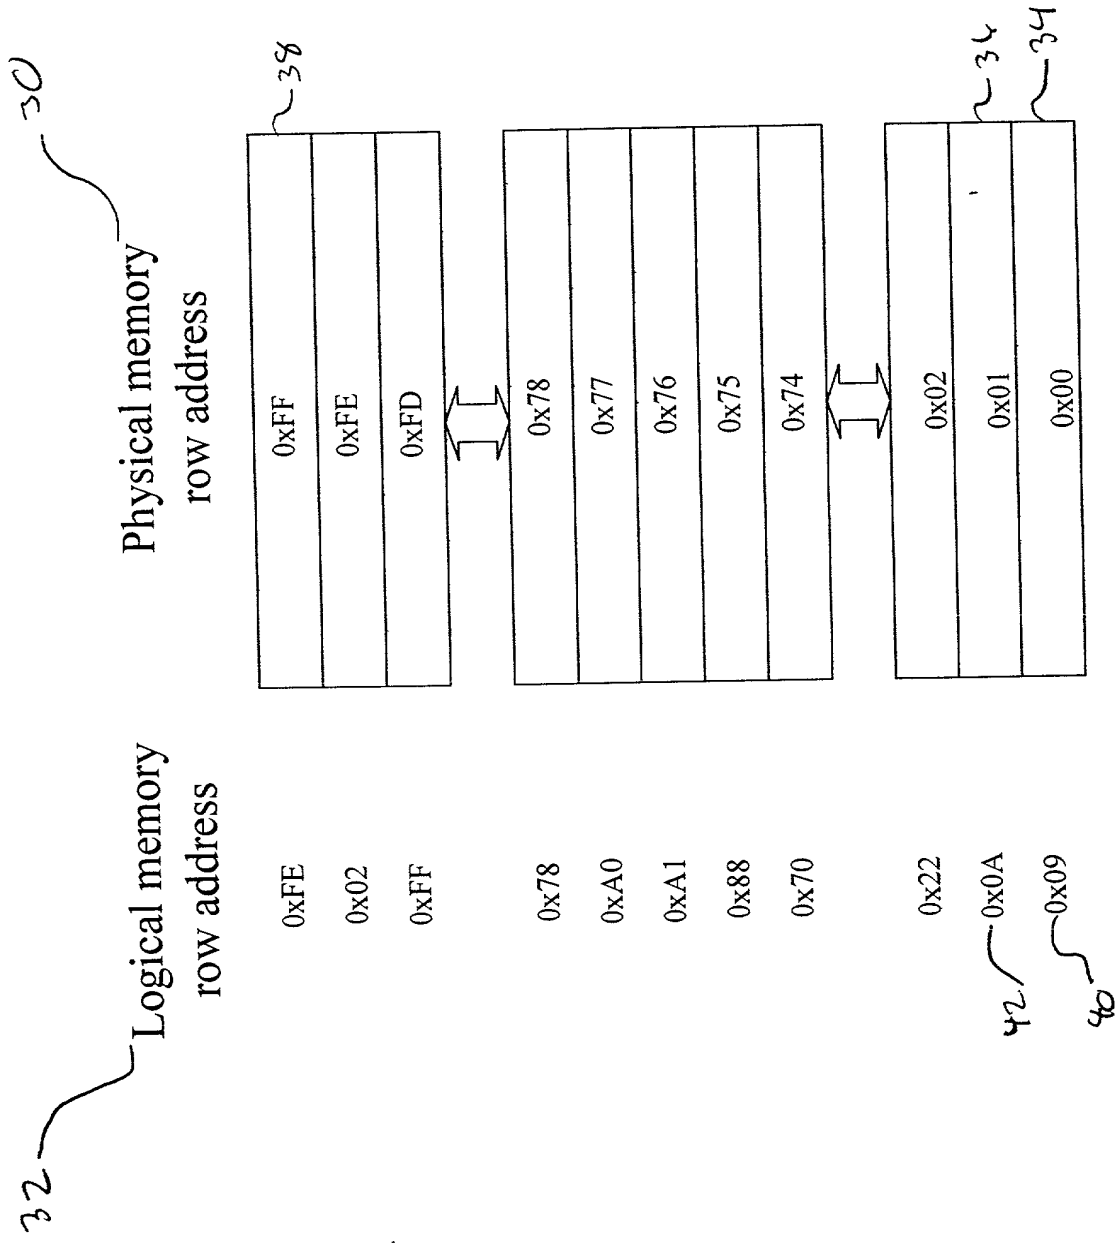 32
30
Logical memory
row address
Physical memory
row address
0xFE 0xFF 38
0x02 0xFE
0xFF 0xFD
0x78 0x78
0xA0 0x77
0xA1 0x76
0x88 0x75
0x70 0x74
0x22 0x02
42 0x0A 0x01 36
40 0x09 0x00 34